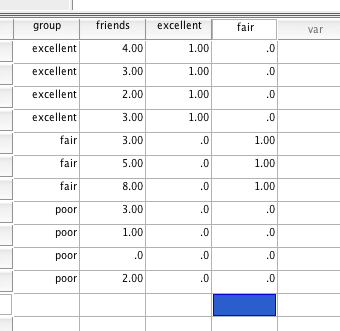 group friends excellent fair var
excellent 4.00 1.00 .0
excellent 3.00 1.00 .0
excellent 2.00 1.00 .0
excellent 3.00 1.00 .0
fair 3.00 .0 1.00
fair 5.00 .0 1.00
fair 8.00 .0 1.00
poor 3.00 .0 .0
poor 1.00 .0 .0
poor .0 .0 .0
poor 2.00 .0 .0